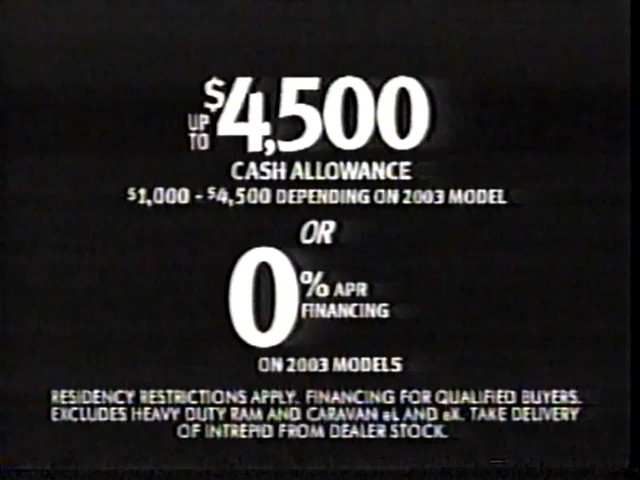 UP TO $4,500
CASH ALLOWANCE
$1,000 - $4,500 DEPENDING ON 2003 MODEL
OR
0% APR FINANCING
ON 2003 MODELS
RESIDENCY RESTRICTIONS APPLY. FINANCING FOR QUALIFIED BUYERS.
EXCLUDES HEAVY DUTY RAM AND CARAVAN eL AND eX. TAKE DELIVERY
OF INTREPID FROM DEALER STOCK.